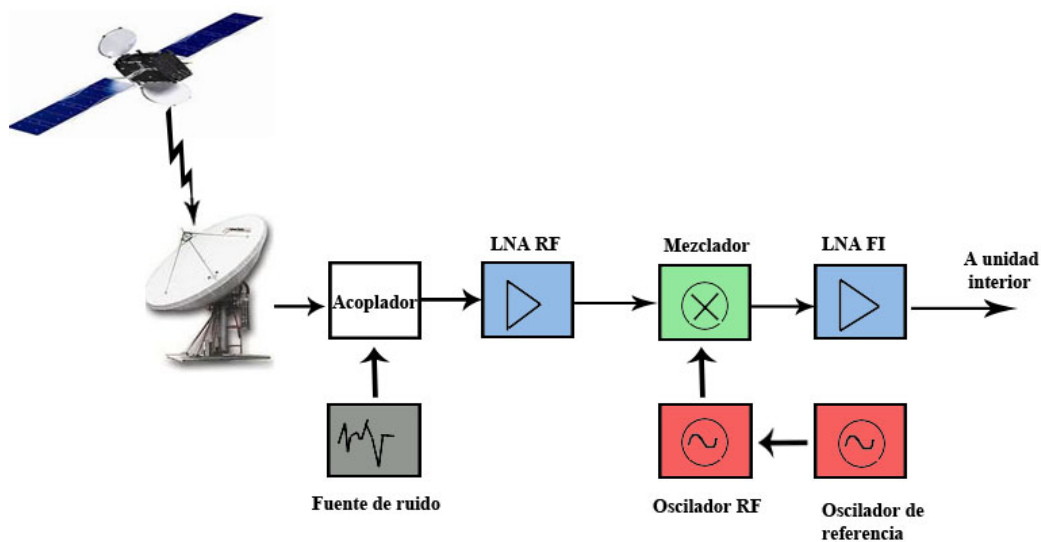 LNA RF
Mezclador
LNA FI
A unidad
interior
Acoplador
Fuente de ruido
Oscilador RF
Oscilador de
referencia